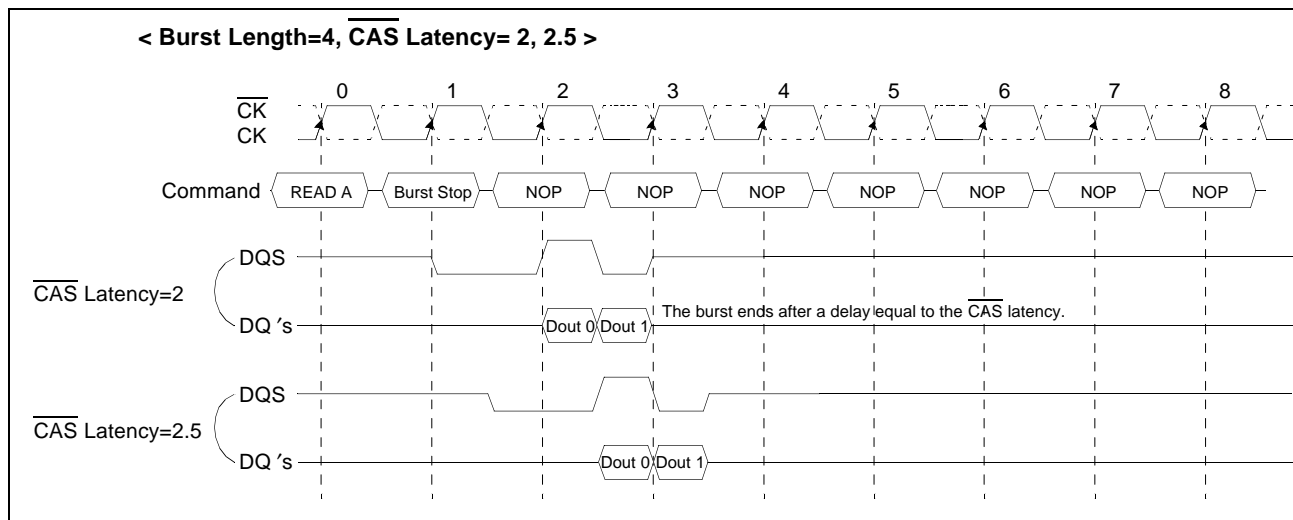 < Burst Length=4, CAS Latency= 2, 2.5 >
0 1 2 3 4 5 6 7 8
CK
CK
Command READ A Burst Stop NOP NOP NOP NOP NOP NOP NOP
DQS
CAS Latency=2
The burst ends after a delay equal to the CAS latency.
DQ 's Dout 0 Dout 1
DQS
CAS Latency=2.5
DQ 's Dout 0 Dout 1